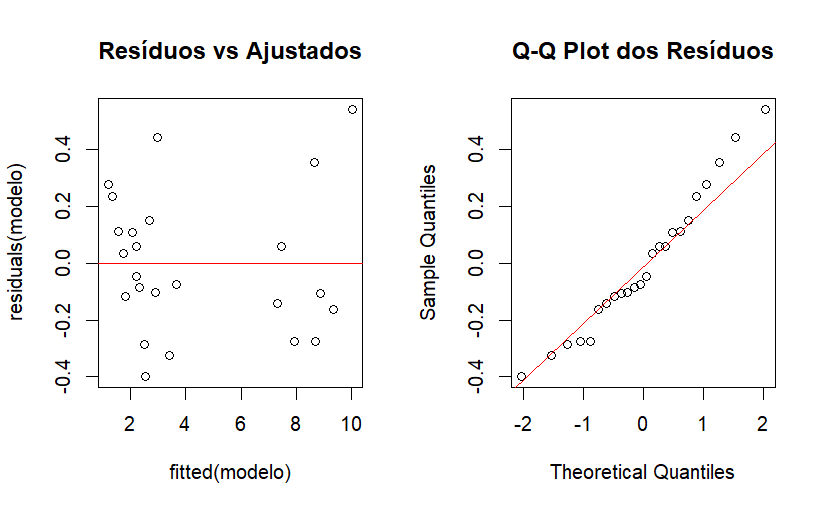 Resíduos vs Ajustados
residuals(modelo)
-0.4 -0.2 0.0 0.2 0.4
2 4 6 8 10
fitted(modelo)
Q-Q Plot dos Resíduos
Sample Quantiles
-0.4 -0.2 0.0 0.2 0.4
-2 -1 0 1 2
Theoretical Quantiles